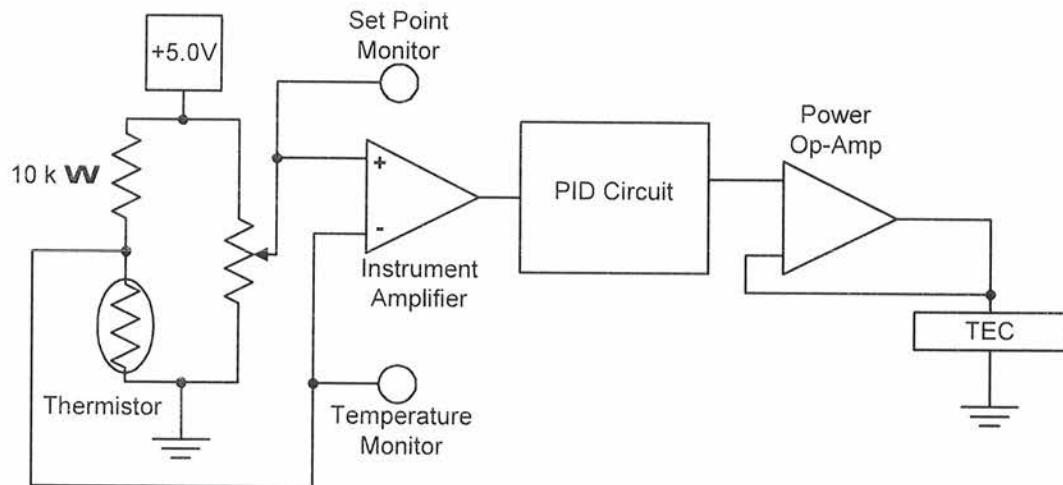 Set Point
Monitor
+5.0V
Power
Op-Amp
10 k W
+
PID Circuit
-
Instrument
Amplifier
TEC
Thermistor
Temperature
Monitor